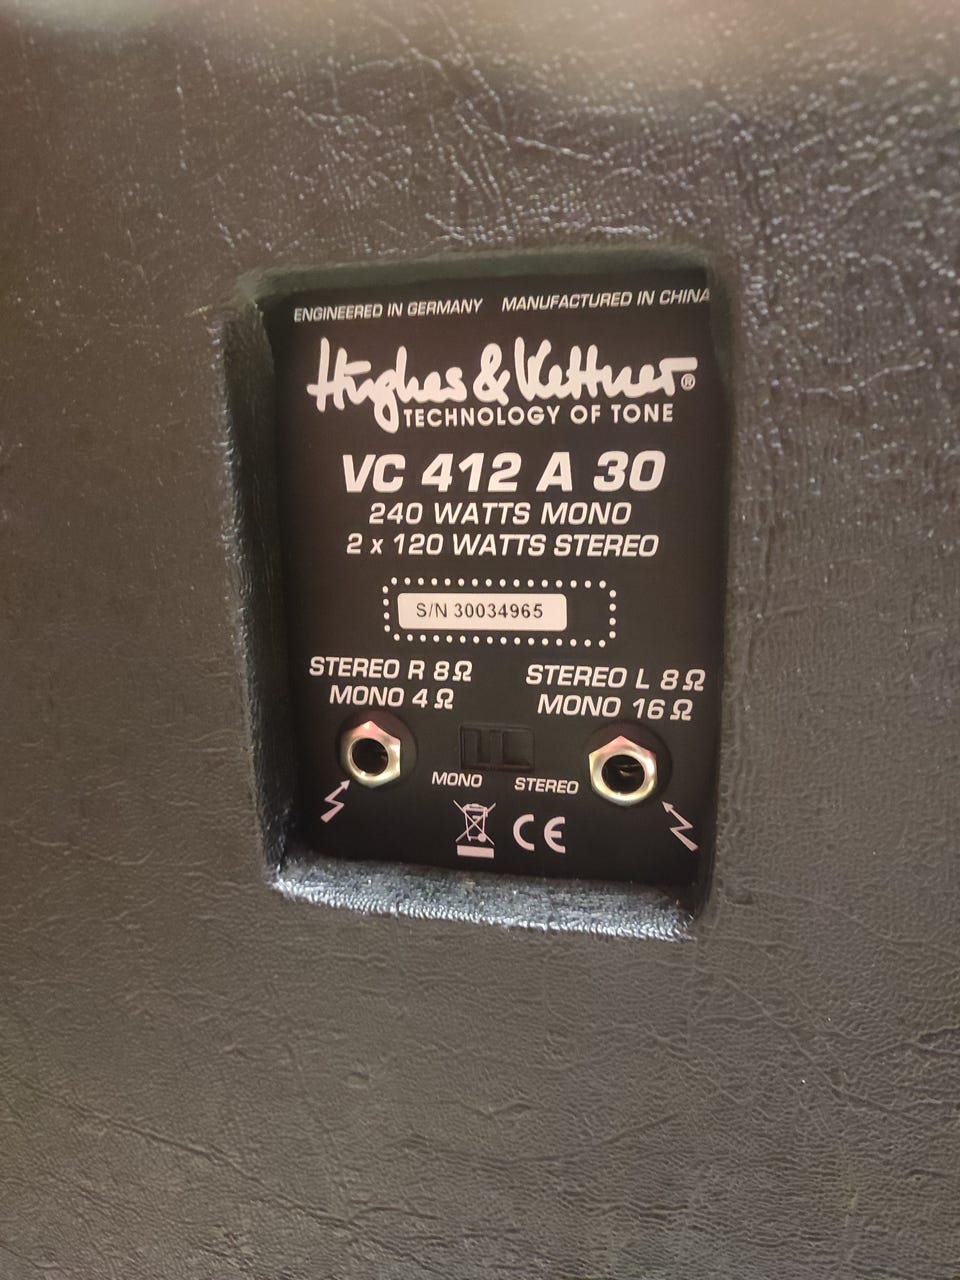 ENGINEERED IN GERMANY MANUFACTURED IN CHINA
Hughes & Kettner®
TECHNOLOGY OF TONE
VC 412 A 30
240 WATTS MONO
2 x 120 WATTS STEREO
S/N 30034965
STEREO R 8Ω STEREO L 8Ω
MONO 4Ω MONO 16Ω
MONO STEREO
CE